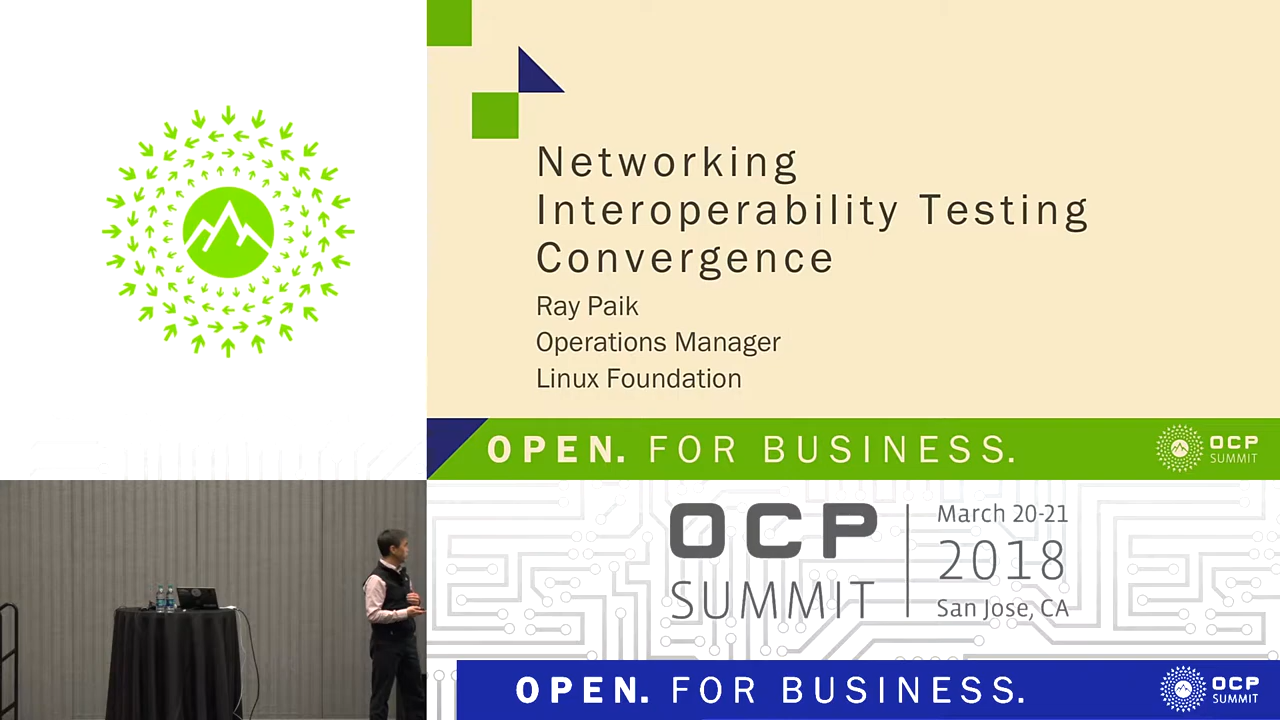 Networking
Interoperability Testing
Convergence
Ray Paik
Operations Manager
Linux Foundation
OPEN. FOR BUSINESS.
OCP
SUMMIT
OCP
SUMMIT
March 20-21
2018
San Jose, CA
OPEN. FOR BUSINESS.
OCP
SUMMIT